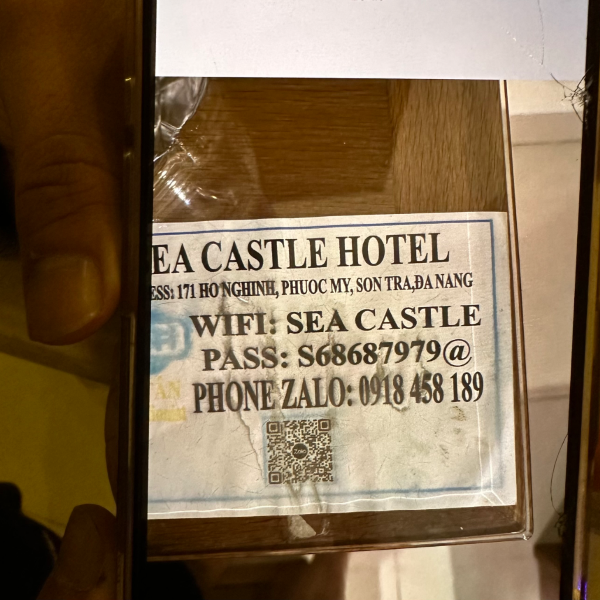 EA CASTLE HOTEL
ESS: 171 HO NGHINH, PHUOC MY, SON TRA,ĐA NANG
WIFI: SEA CASTLE
PASS: S68687979@
PHONE ZALO: 0918 458 189
Zalo